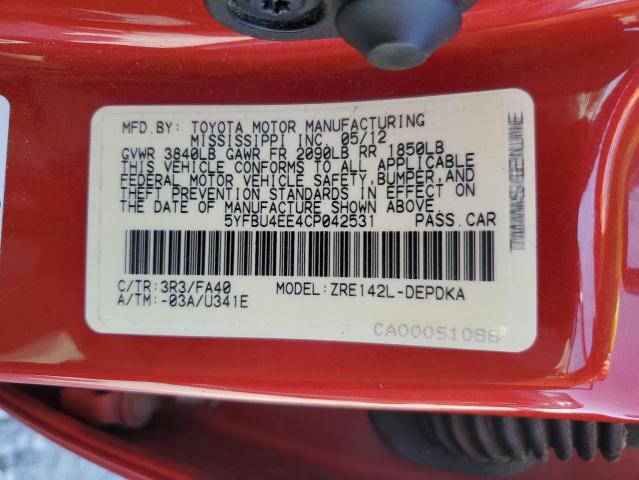 MFD.BY: TOYOTA MOTOR MANUFACTURING
MISSISSIPPI INC. 05/12
GVWR 3840LB GAWR FR 2090LB RR 1850LB
THIS VEHICLE CONFORMS TO ALL APPLICABLE
FEDERAL MOTOR VEHICLE SAFETY, BUMPER, AND
THEFT PREVENTION STANDARDS IN EFFECT ON
THE DATE OF MANUFACTURE SHOWN ABOVE.
5YFBU4EE4CP042531 PASS.CAR
C/TR: 3R3/FA40 MODEL: ZRE142L-DEPDKA
A/TM: -03A/U341E
CA00051088